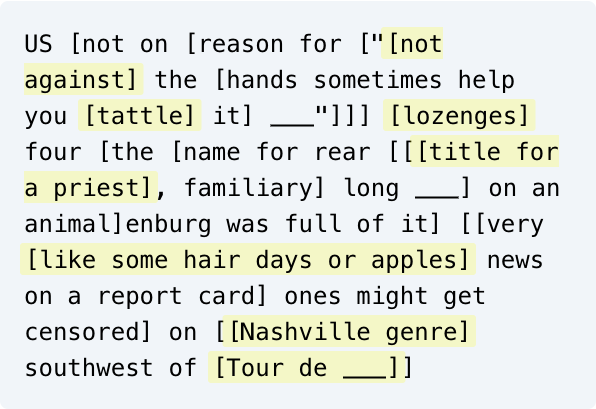 US [not on [reason for ["[not
against] the [hands sometimes help
you [tattle] it] ___"]]] [lozenges]
four [the [name for rear [[[title for
a priest], familiary] long ___] on an
animal]enburg was full of it] [[very
[like some hair days or apples] news
on a report card] ones might get
censored] on [[Nashville genre]
southwest of [Tour de ___]]